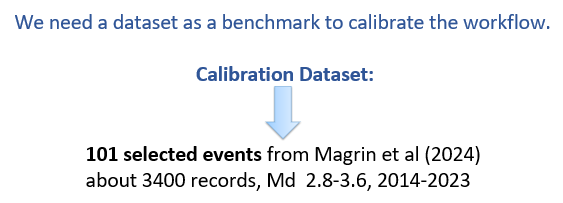 We need a dataset as a benchmark to calibrate the workflow.
Calibration Dataset:
101 selected events from Magrin et al (2024)
about 3400 records, Md 2.8-3.6, 2014-2023